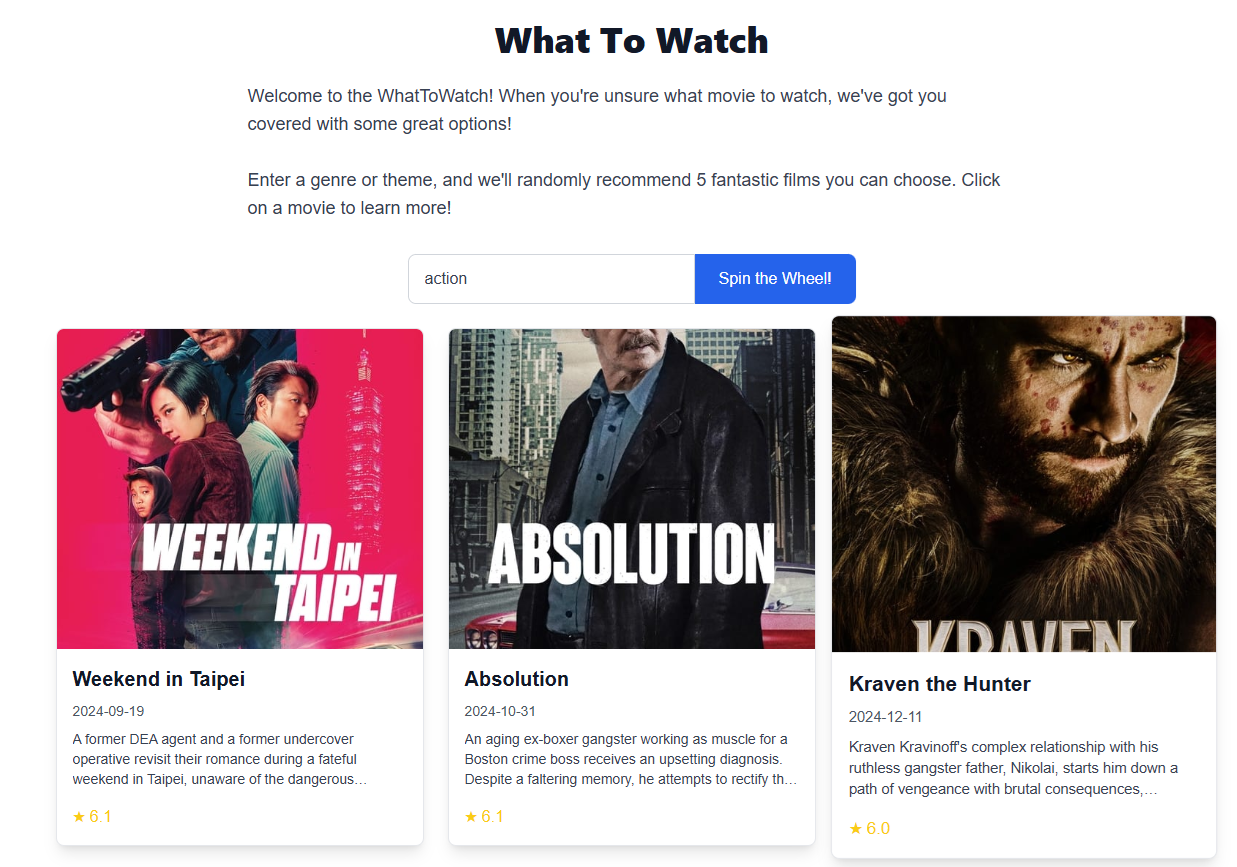 What To Watch
Welcome to the WhatToWatch! When you're unsure what movie to watch, we've got you
covered with some great options!
Enter a genre or theme, and we'll randomly recommend 5 fantastic films you can choose. Click
on a movie to learn more!
action
Spin the Wheel!
WEEKEND IN
TAIPEI
Weekend in Taipei
2024-09-19
A former DEA agent and a former undercover
operative revisit their romance during a fateful
weekend in Taipei, unaware of the dangerous…
★ 6.1
ABSOLUTION
Absolution
2024-10-31
An aging ex-boxer gangster working as muscle for a
Boston crime boss receives an upsetting diagnosis.
Despite a faltering memory, he attempts to rectify th…
★ 6.1
KRAVEN
Kraven the Hunter
2024-12-11
Kraven Kravinoff's complex relationship with his
ruthless gangster father, Nikolai, starts him down a
path of vengeance with brutal consequences,…
★ 6.0